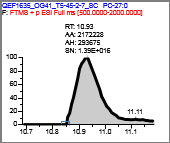 QEF1635_OG41_T5-45-2-7_SC PC-27:0
F: FTMS + p ESI Full ms [500.0000-2000.0000]
RT: 10.93
AA: 2172228
AH: 293675
SN: 1.39E+016
100
80
60
40
20
0
11.11
10.7 10.8 10.9 11.0 11.1